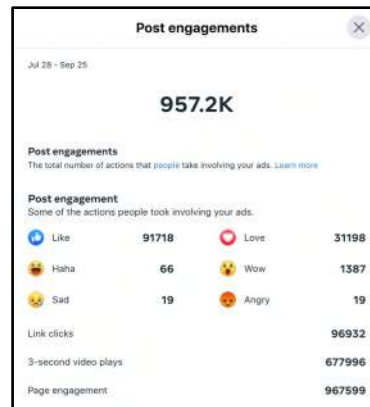 Post engagements
Jul 28 - Sep 25
957.2K
Post engagements
The total number of actions that people take involving your ads. Learn more
Post engagement
Some of the actions people took involving your ads.
Like 91718 Love 31198
Haha 66 Wow 1387
Sad 19 Angry 19
Link clicks 96932
3-second video plays 677996
Page engagement 967599